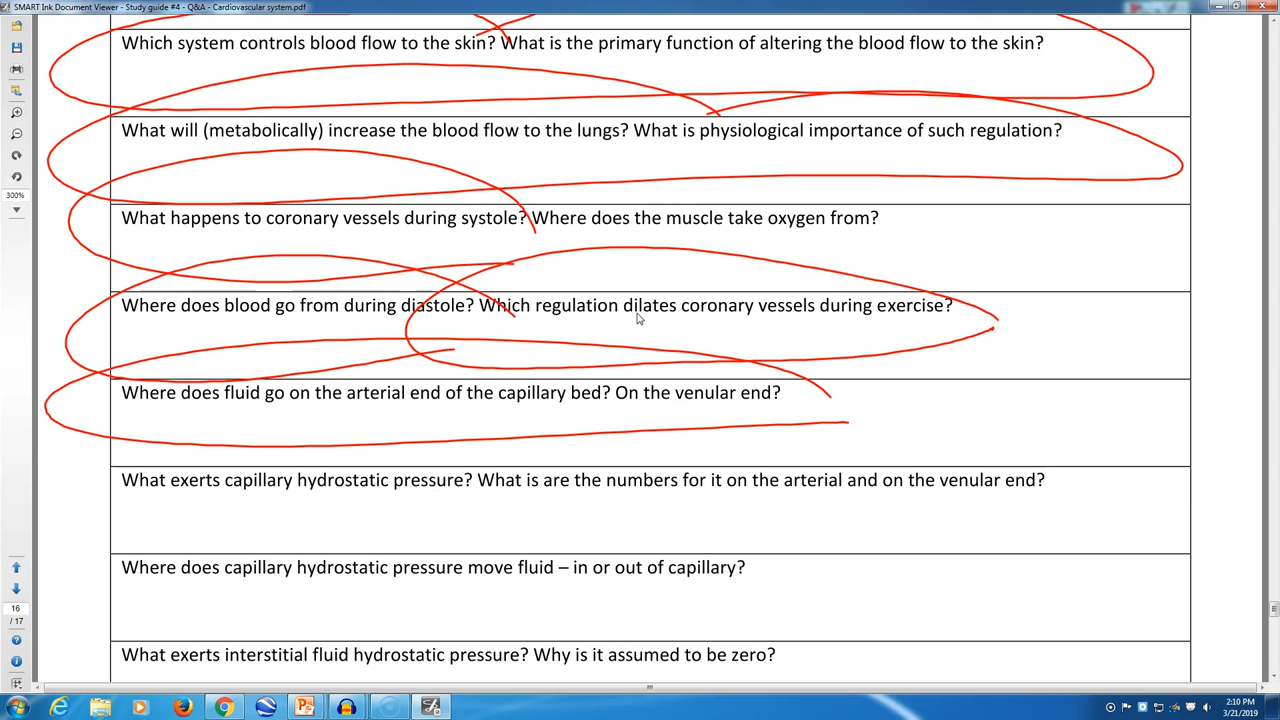 SMART Ink Document Viewer - Study guide #4 - Q&A - Cardiovascular system.pdf
Which system controls blood flow to the skin? What is the primary function of altering the blood flow to the skin?
What will (metabolically) increase the blood flow to the lungs? What is physiological importance of such regulation?
What happens to coronary vessels during systole? Where does the muscle take oxygen from?
Where does blood go from during diastole? Which regulation dilates coronary vessels during exercise?
Where does fluid go on the arterial end of the capillary bed? On the venular end?
What exerts capillary hydrostatic pressure? What is are the numbers for it on the arterial and on the venular end?
Where does capillary hydrostatic pressure move fluid – in or out of capillary?
What exerts interstitial fluid hydrostatic pressure? Why is it assumed to be zero?
300%
16
/ 17
2:10 PM
3/21/2019